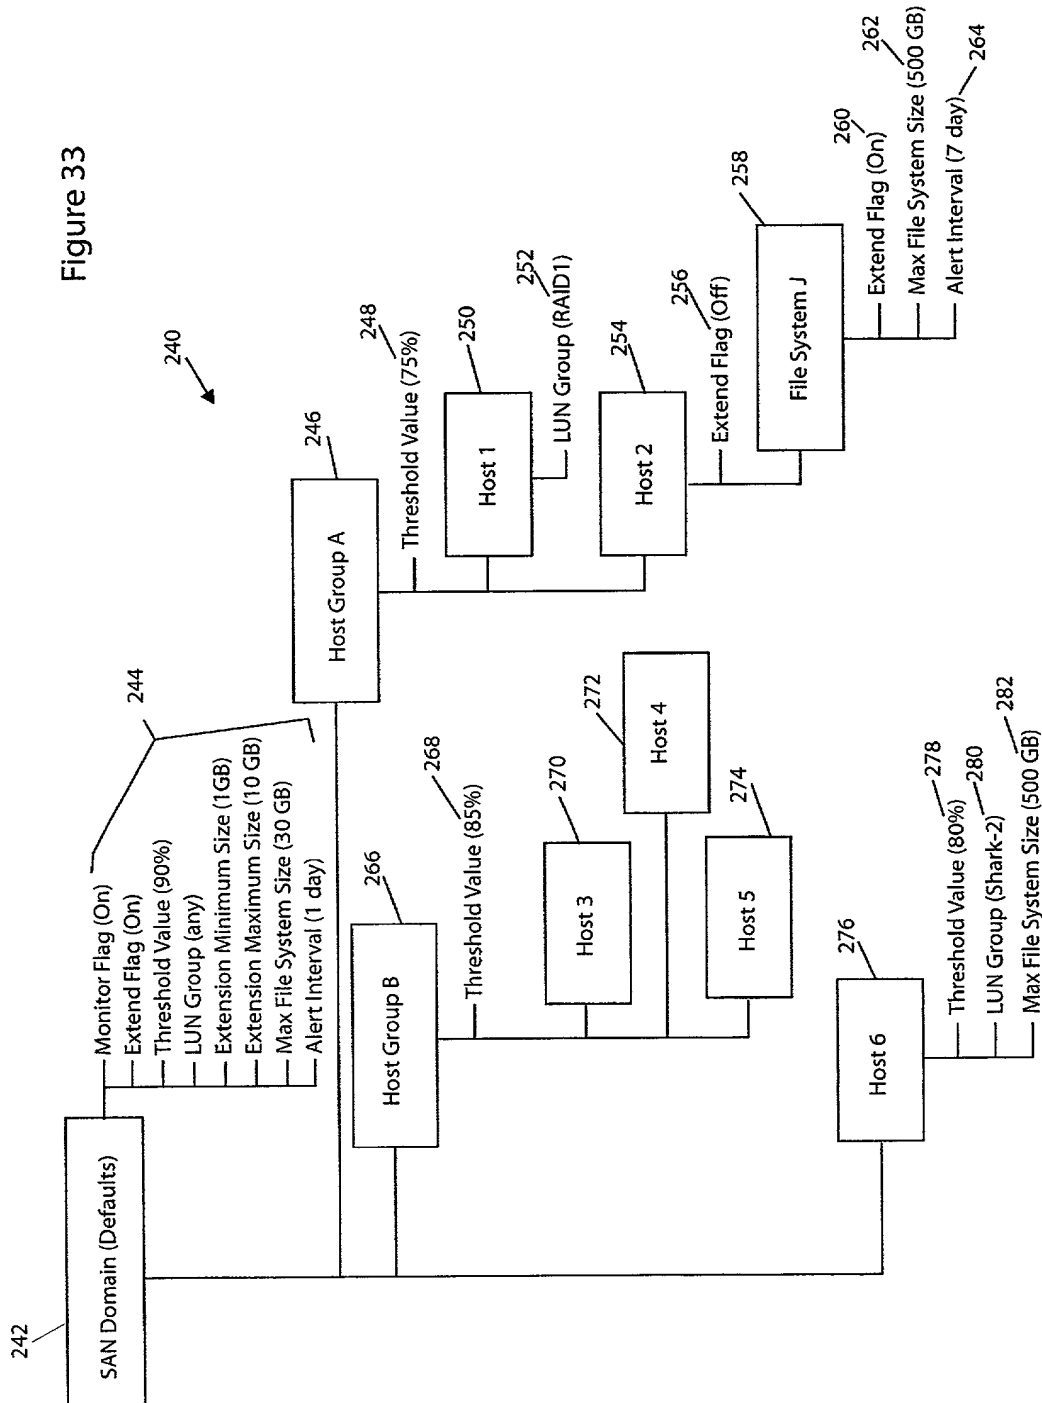 Figure 33
240
242
SAN Domain (Defaults)
244
Monitor Flag (On)
Extend Flag (On)
Threshold Value (90%)
LUN Group (any)
Extension Minimum Size (1GB)
Extension Maximum Size (10 GB)
Max File System Size (30 GB)
Alert Interval (1 day)
246
Host Group A
248
Threshold Value (75%)
250
Host 1
252
LUN Group (RAID1)
254
Host 2
256
Extend Flag (Off)
258
File System J
260
Extend Flag (On)
262
Max File System Size (500 GB)
Alert Interval (7 day)
264
266
Host Group B
268
Threshold Value (85%)
270
Host 3
272
Host 4
274
Host 5
276
Host 6
278
Threshold Value (80%)
280
LUN Group (Shark-2)
282
Max File System Size (500 GB)